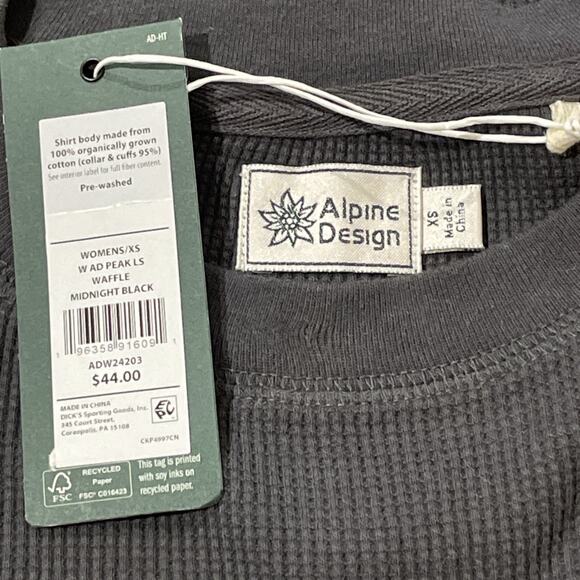 AD-HT
Shirt body made from
100% organically grown
cotton (collar & cuffs 95%)
See interior label for full fiber content.
Pre-washed
WOMENS/XS
W AD PEAK LS
WAFFLE
MIDNIGHT BLACK
1 96358 91609 1
ADW24203
$44.00
MADE IN CHINA
DICK'S Sporting Goods, Inc.
345 Court Street,
Coraopolis, PA 15108
EPC
CKP4997CN
FSC
RECYCLED
Paper
FSC® C016423
This tag is printed
with soy inks on
recycled paper.
Alpine
Design
XS
Made in
China